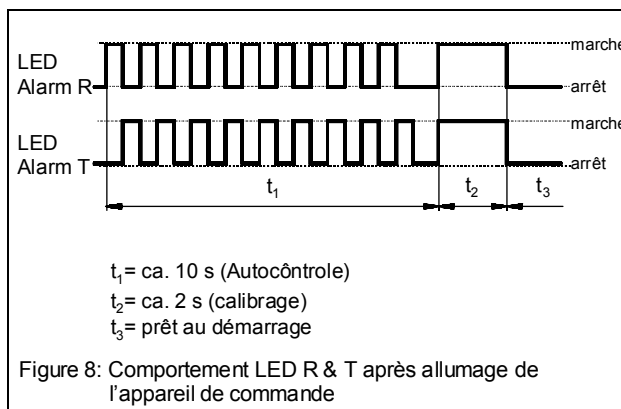 LED
Alarm R
marche
arrêt
LED
Alarm T
marche
arrêt
t1
t2
t3
t1= ca. 10 s (Autocôntrole)
t2= ca. 2 s (calibrage)
t3= prêt au démarrage
Figure 8: Comportement LED R & T après allumage de
l'appareil de commande